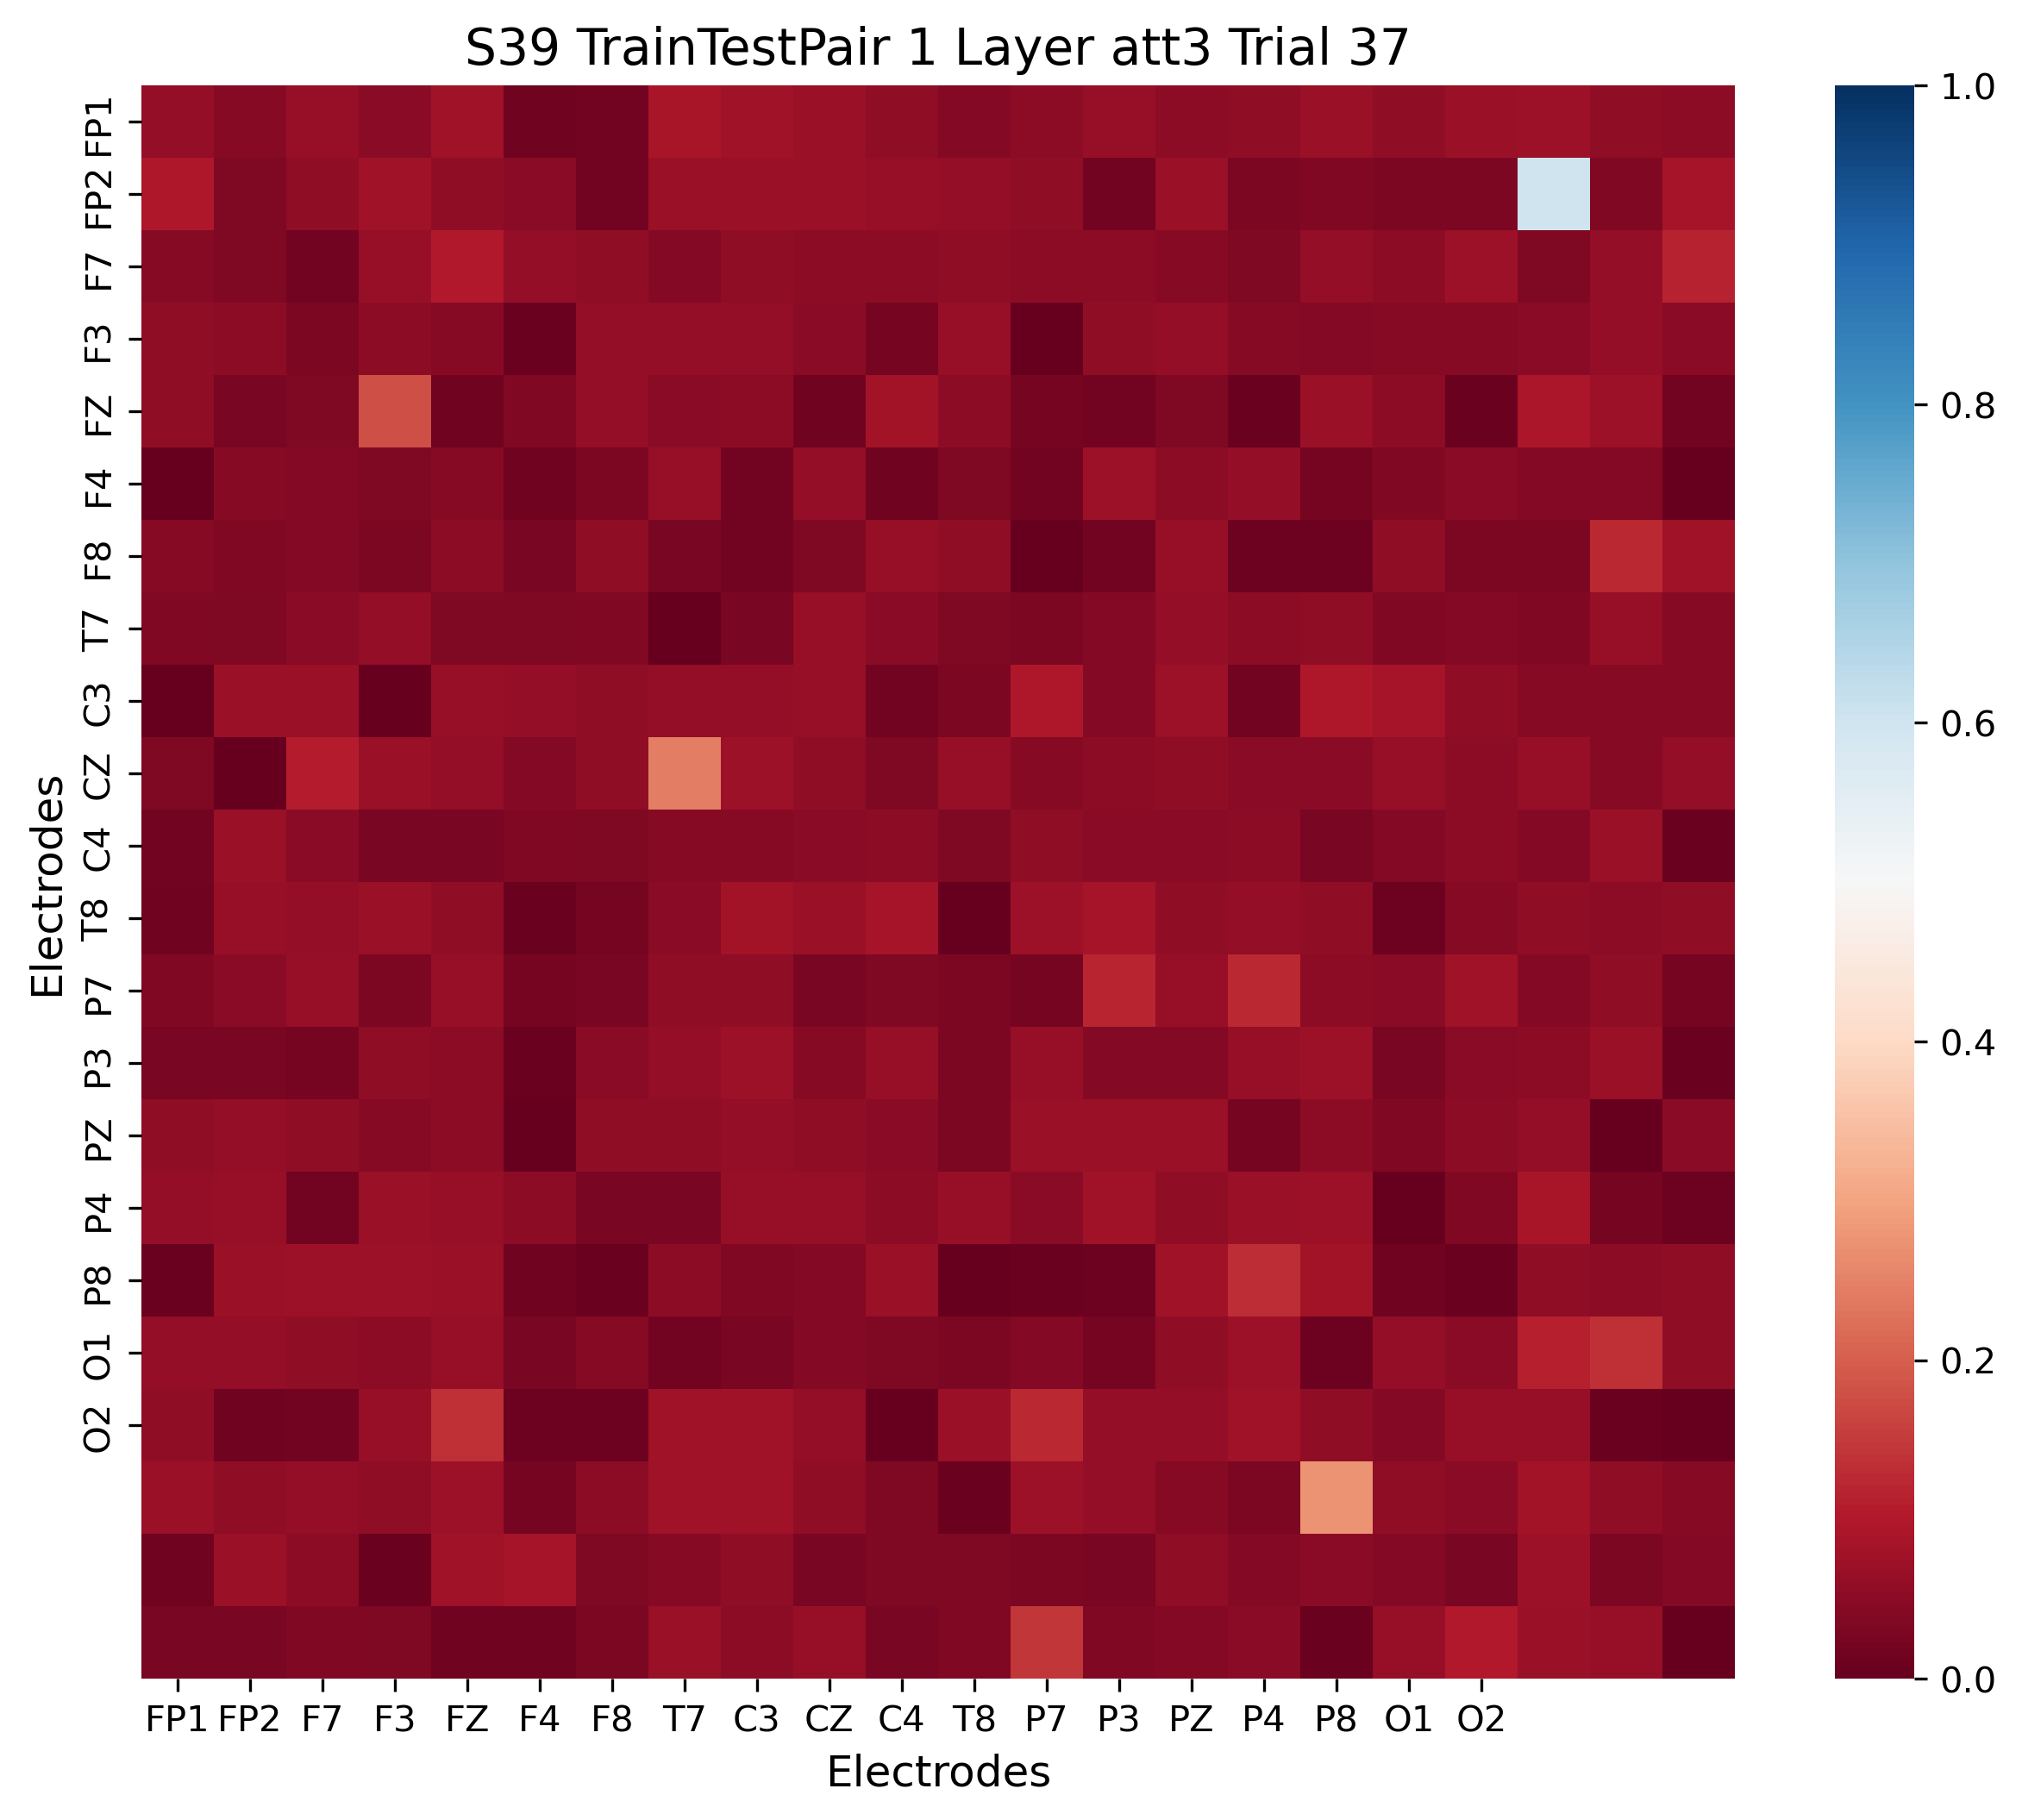 S39 TrainTestPair 1 Layer att3 Trial 37
Electrodes
FP1
FP2
F7
F3
FZ
F4
F8
T7
C3
CZ
C4
T8
P7
P3
PZ
P4
P8
O1
O2
FP1 FP2 F7 F3 FZ F4 F8 T7 C3 CZ C4 T8 P7 P3 PZ P4 P8 O1 O2
Electrodes
1.0
0.8
0.6
0.4
0.2
0.0